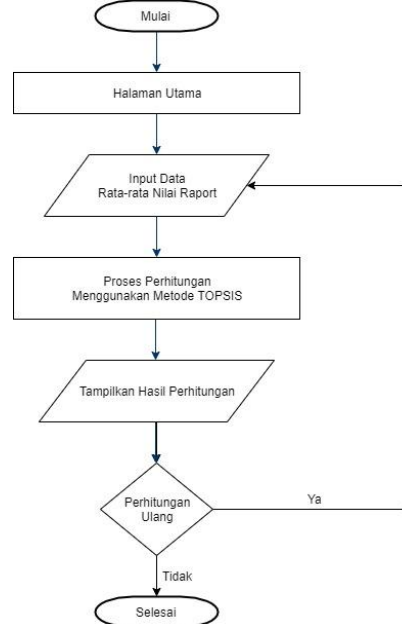 Mulai
Halaman Utama
Input Data
Rata-rata Nilai Raport
Proses Perhitungan
Menggunakan Metode TOPSIS
Tampilkan Hasil Perhitungan
Perhitungan
Ulang
Ya
Tidak
Selesai